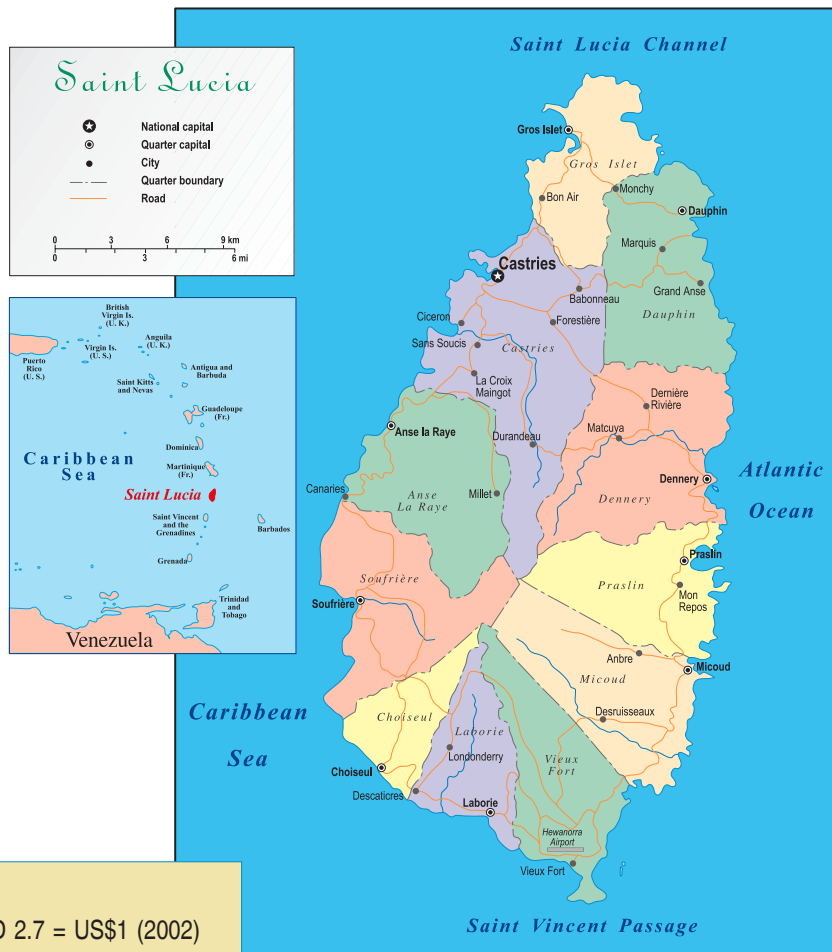 Saint Lucia
National capital
Quarter capital
City
Quarter boundary
Road
0 3 6 9 km
0 3 6 mi
British
Virgin Is.
(U. K.)
Anguila
(U. K.)
Virgin Is.
(U. S.)
Puerto
Rico
(U. S.)
Antigua and
Barbuda
Saint Kitts
and Nevas
Guadeloupe
(Fr.)
Dominica
Caribbean
Sea
Martinique
(Fr.)
Saint Lucia
Saint Vincent
and the
Grenadines
Barbados
Grenada
Trinidad
and
Tobago
Venezuela
Saint Lucia Channel
Gros Islet
Gros Islet
Monchy
Bon Air
Dauphin
Marquis
Castries
Grand Anse
Babonneau
Dauphin
Ciceron
Forestière
Sans Soucis
Castries
La Croix
Maingot
Dernière
Rivière
Anse la Raye
Matcuya
Durandeau
Atlantic
Ocean
Dennery
Canaries
Anse
La Raye
Millet
Dennery
Praslin
Soufrière
Praslin
Mon
Repos
Soufrière
Anbre
Micoud
Micoud
Caribbean
Sea
Choiseul
Desruisseaux
Laborie
Londonderry
Vieux
Fort
Choiseul
Descaticres
Laborie
Hewanorra
Airport
Vieux Fort
Saint Vincent Passage
D 2.7 = US$1 (2002)